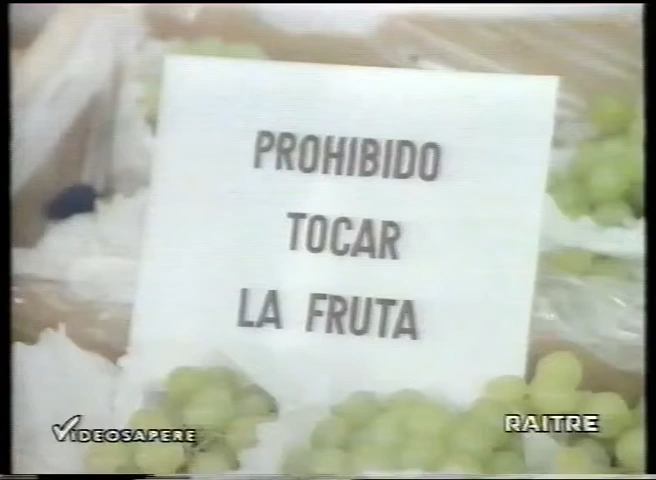 PROHIBIDO
TOCAR
LA FRUTA
VIDEOSAPERE
RAITRE